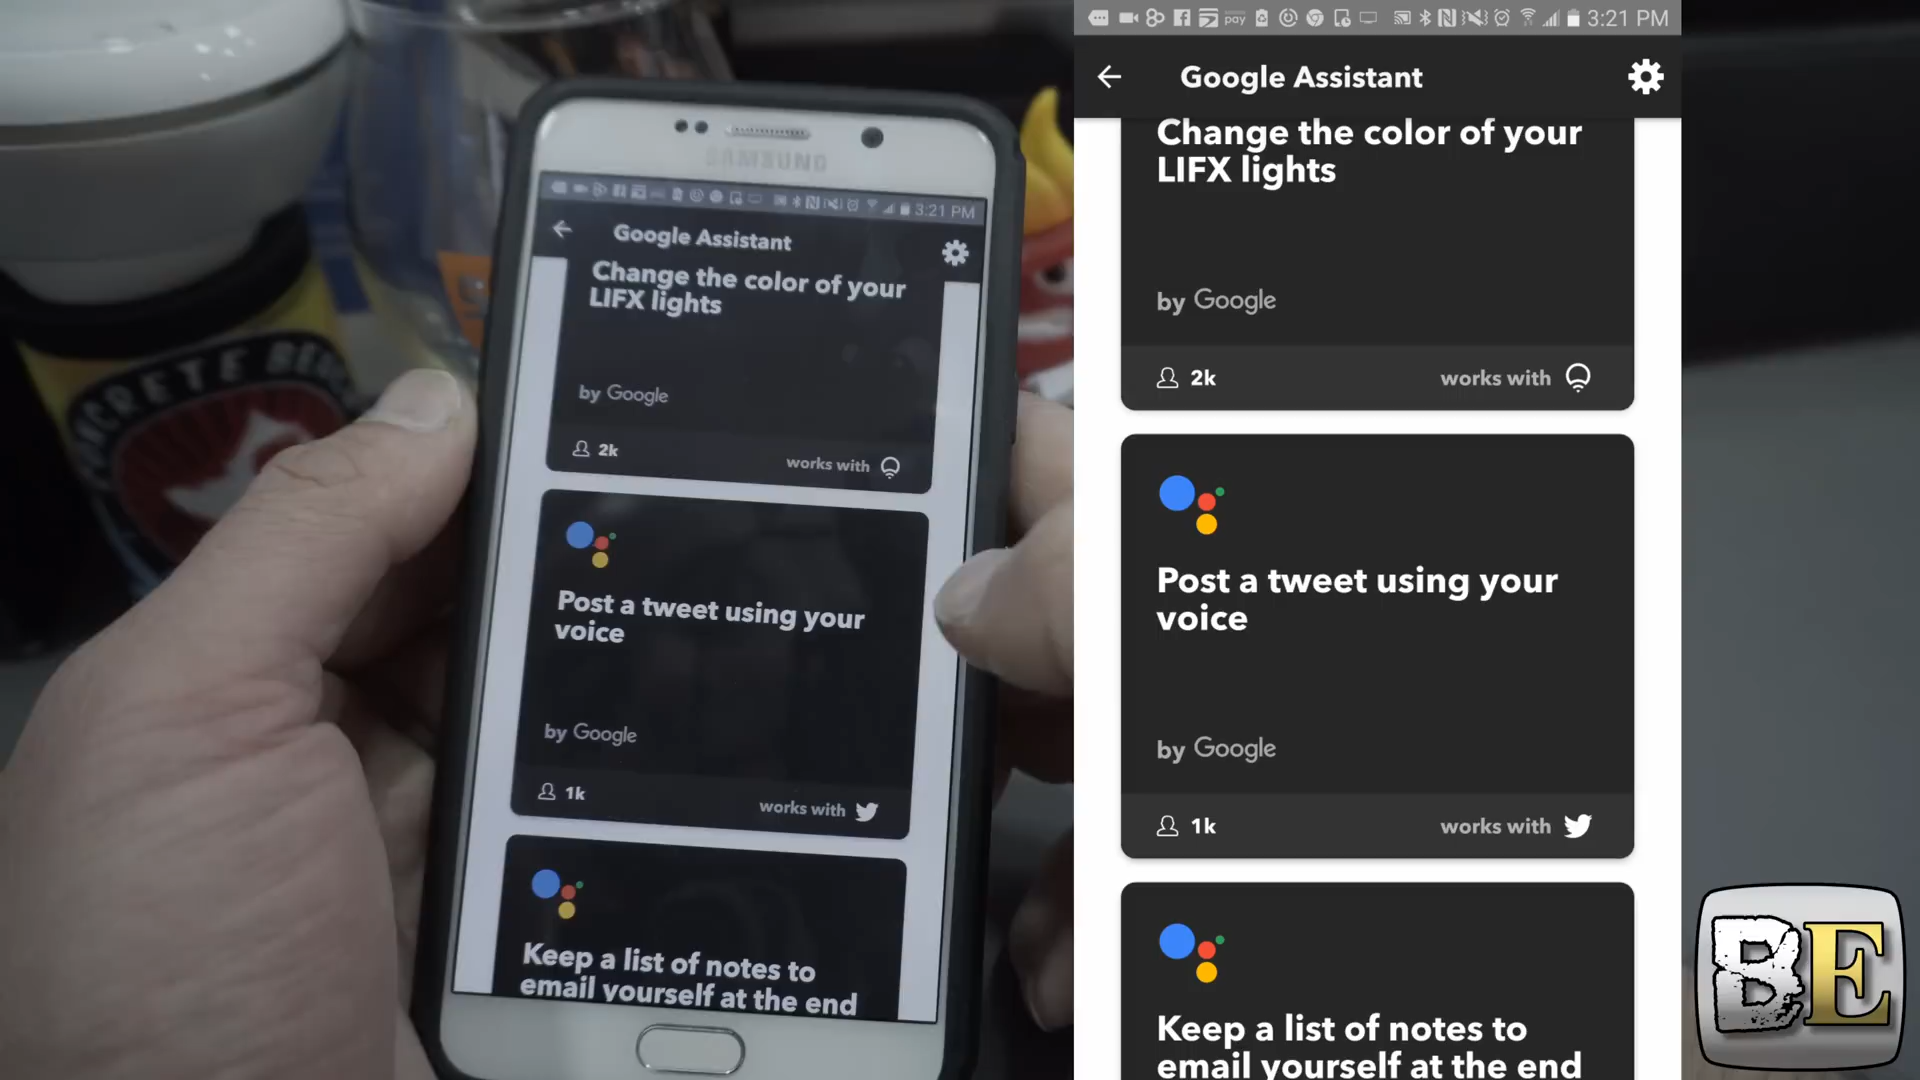 CONCRETE BEACH
SAMSUNG
3:21 PM
Google Assistant
Change the color of your
LIFX lights
by Google
2k works with
Post a tweet using your
voice
by Google
1k works with
Keep a list of notes to
email yourself at the end
pay 3:21 PM
Google Assistant
Change the color of your
LIFX lights
by Google
2k works with
Post a tweet using your
voice
by Google
1k works with
Keep a list of notes to
email yourself at the end
BE